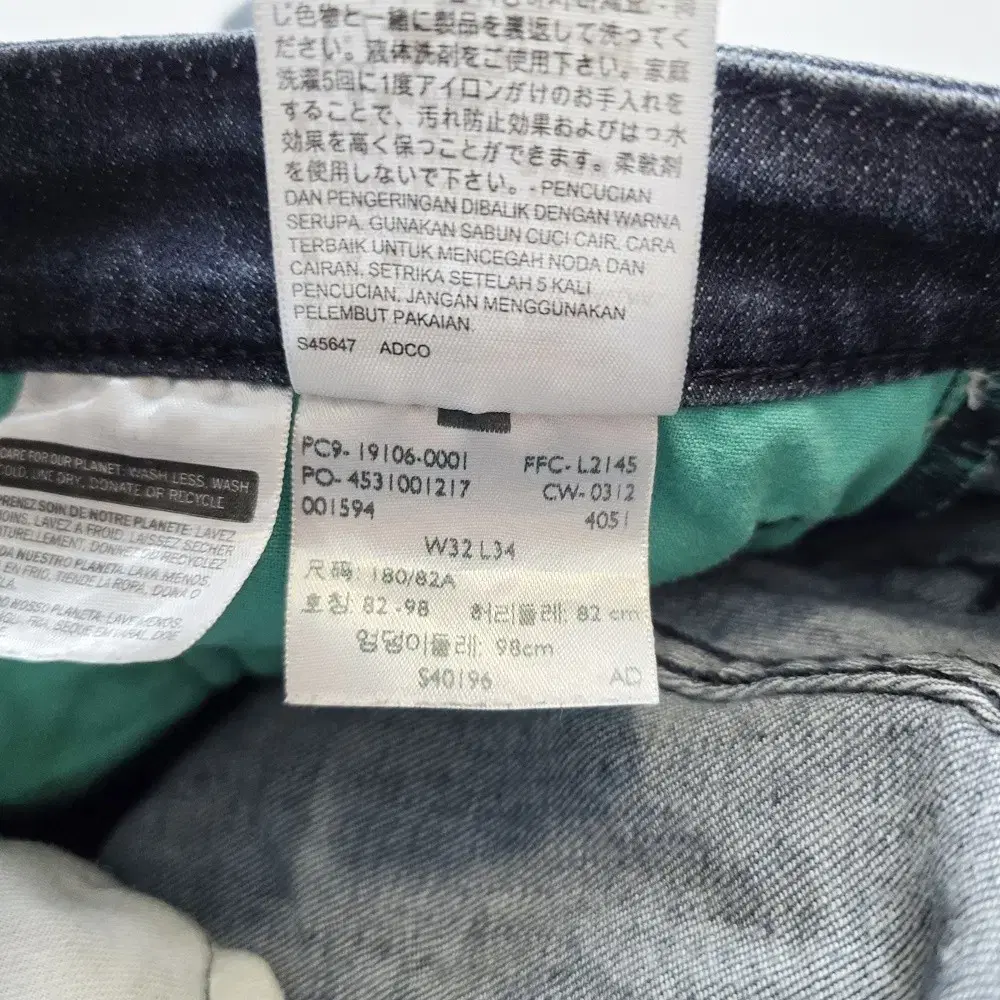 じ色物と一緒に製品を裏返して洗ってく
ださい。液体洗剤をご使用下さい。家庭
洗濯5回に1度アイロンがけのお手入れを
することで、汚れ防止効果およびはっ水
効果を高く保つことができます。柔軟剤
を使用しないで下さい。- PENCUCIAN
DAN PENGERINGAN DIBALIK DENGAN WARNA
SERUPA. GUNAKAN SABUN CUCI CAIR. CARA
TERBAIK UNTUK MENCEGAH NODA DAN
CAIRAN, SETRIKA SETELAH 5 KALI
PENCUCIAN. JANGAN MENGGUNAKAN
PELEMBUT PAKAIAN.
S45647 ADCO
CARE FOR OUR PLANET: WASH LESS, WASH
COLD, LINE DRY, DONATE OR RECYCLE
PRENEZ SOIN DE NOTRE PLANETE: LAVEZ
MOINS, LAVEZ A FROID, LAISSEZ SECHER
DONNEZ OU RECYCLEZ
NUESTRO PLANETA: LAVA MENOS,
EN FRIO, TIENDE LA ROPA, DONA O
NOSSO PLANETA: LAVE MENOS,
PC9-19106-0001
PO-4531001217
001594
FFC-L2145
CW-0312
4051
W32 L34
尺码: 180/82A
호칭 82-98 허리둘레: 82 cm
엉덩이둘레: 98cm
S40196 AD